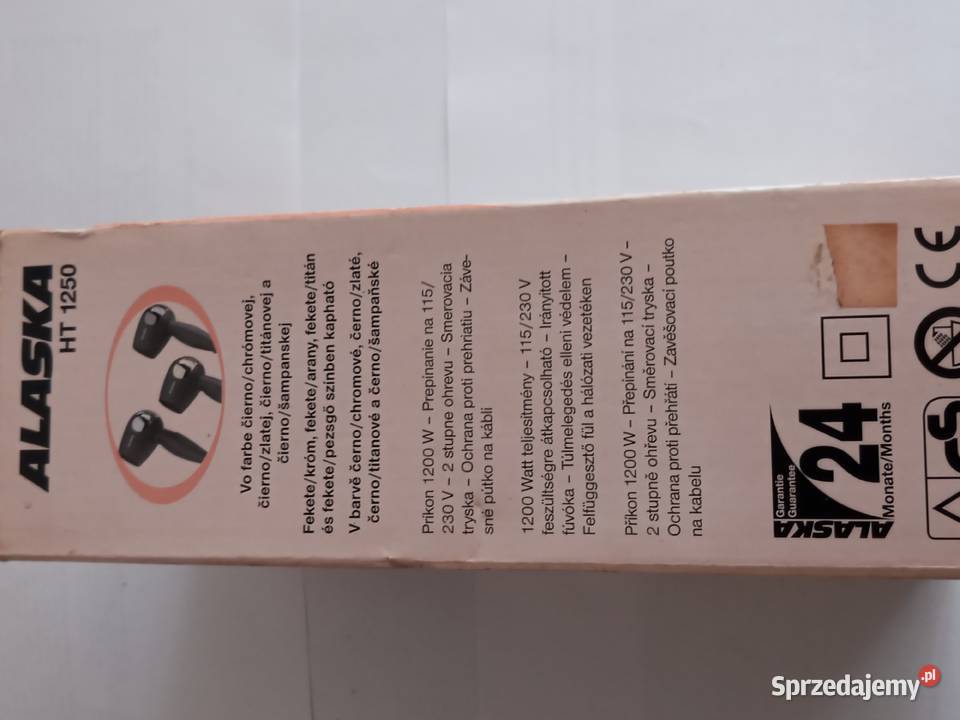 ALASKA
HT 1250
Vo farbe čierno/chrómovej,
čierno/zlatej, čierno/titánovej a
čierno/šampanskej
Fekete/króm, fekete/arany, fekete/titán
és fekete/pezsgő színben kapható
V barvě černo/chromové, černo/zlaté,
černo/titanové a černo/šampaňské
Príkon 1200 W – Prepínanie na 115/
230 V – 2 stupne ohrevu – Smerovacia
tryska – Ochrana proti prehriatiu – Záve-
sné pútko na kábli
1200 Watt teljesítmény – 115/230 V
feszültségre átkapcsolható – Irányított
fúvóka – Túlmelegedés elleni védelem –
Felfüggesztő fül a hálózati vezetéken
Příkon 1200 W – Přepínání na 115/230 V –
2 stupně ohřevu – Směrovací tryska –
Ochrana proti přehřátí – Zavěšovací poutko
na kabelu
ALASKA
Garantie
Guarantee
24
Monate/Months
CE
Sprzedajemy.pl